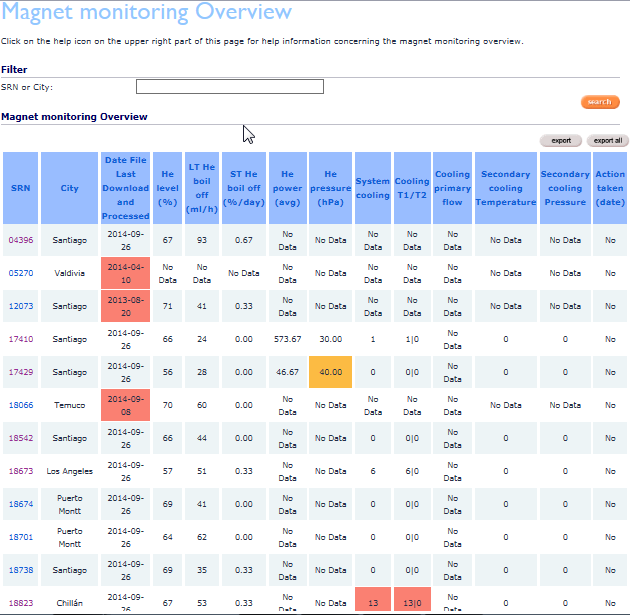 Magnet monitoring Overview
Click on the help icon on the upper right part of this page for help information concerning the magnet monitoring overview.
Filter
SRN or City:
search
Magnet monitoring Overview
export export all
SRN City Date File Last Download and Processed He level (%) LT He boil off (ml/h) ST He boil off (%/day) He power (avg) He pressure (hPa) System cooling Cooling T1/T2 Cooling primary flow Secondary cooling Temperature Secondary cooling Pressure Action taken (date)
04396 Santiago 2014-09-26 67 93 0.67 No Data No Data No Data No Data No Data No Data No Data No
05270 Valdivia 2014-04-10 No Data No Data No Data No Data No Data No Data No Data No Data No Data No Data No
12073 Santiago 2013-08-20 71 41 0.33 No Data No Data No Data No Data No Data No Data No Data No
17410 Santiago 2014-09-26 66 24 0.00 573.67 30.00 1 1|0 No Data 0 0 No
17429 Santiago 2014-09-26 56 28 0.00 46.67 40.00 0 0|0 No Data 0 0 No
18066 Temuco 2014-09-08 70 60 0.00 No Data No Data No Data No Data No Data No Data No Data No
18542 Santiago 2014-09-26 66 44 0.00 No Data No Data 0 0|0 No Data 0 0 No
18673 Los Angeles 2014-09-26 57 51 0.33 No Data No Data 6 6|0 No Data 0 0 No
18674 Puerto Montt 2014-09-26 69 41 0.00 No Data No Data 0 0|0 No Data 0 0 No
18701 Puerto Montt 2014-09-26 64 62 0.00 No Data No Data 0 0|0 No Data 0 0 No
18738 Santiago 2014-09-26 69 35 0.33 No Data No Data 0 0|0 No Data 0 0 No
18823 Chillán 2014-09-26 67 53 0.33 No Data No Data 13 13|0 No Data 0 0 No